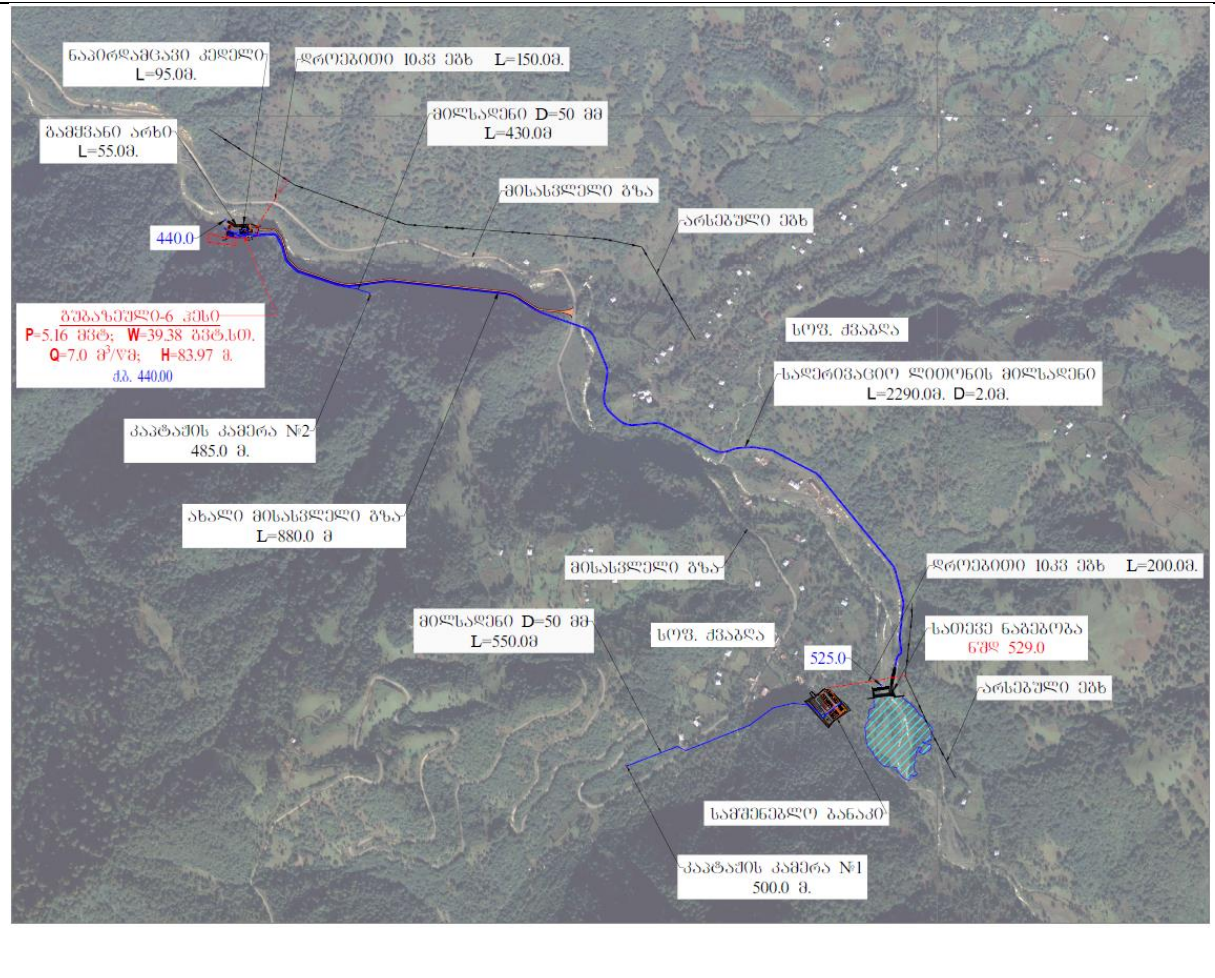 ნაპირდამცავი კედელი
L=95.0მ.
დროებითი 10კვ ეგხ L=150.0მ.
მილსადენი D=50 მმ
L=430.0მ
გამყვანი არხი
L=55.0მ.
მისასვლელი გზა
არსებული ეგხ
440.0
გუბაზეული-6 ჰესი
P=5.16 მვტ; W=39.38 გვტ.სთ.
Q=7.0 მ³/წმ; H=83.97 მ.
ქ.ბ. 440.00
სოფ. ქვაბღა
სადერივაციო ლითონის მილსადენი
L=2290.0მ. D=2.0მ.
კაპტაჟის კამერა №2
485.0 მ.
ახალი მისასვლელი გზა
L=880.0 მ
მისასვლელი გზა
დროებითი 10კვ ეგხ L=200.0მ.
მილსადენი D=50 მმ
L=550.0მ
სოფ. ქვაბღა
სათევე ნაგებობა
ნშდ 529.0
525.0
არსებული ეგხ
სამშენებლო ბანაკი
კაპტაჟის კამერა №1
500.0 მ.